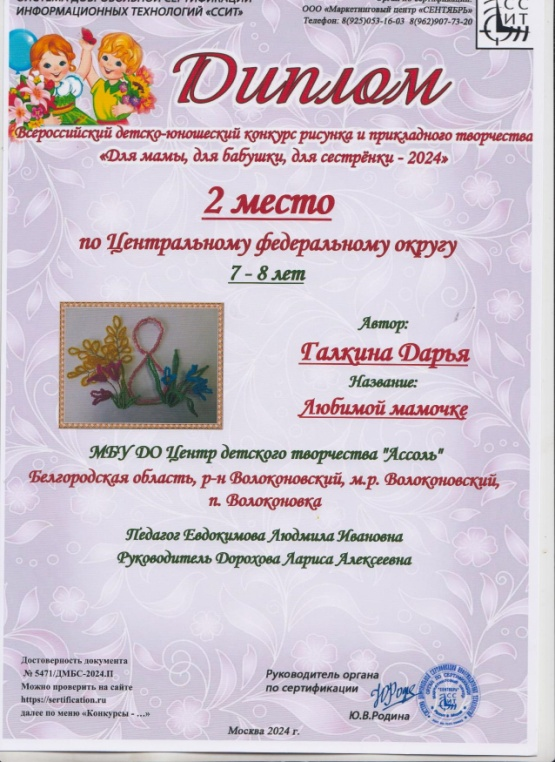 ИНФОРМАЦИОННЫХ ТЕХНОЛОГИЙ «ССИТ»
ООО «Маркетинговый центр «СЕНТЯБРЬ»
Телефон: 8(925)053-16-03 8(962)907-73-20
СС
ИТ
Диплом
Всероссийский детско-юношеский конкурс рисунка и прикладного творчества
«Для мамы, для бабушки, для сестрёнки - 2024»
2 место
по Центральному федеральному округу
7 - 8 лет
8
Автор:
Галкина Дарья
Название:
Любимой мамочке
МБУ ДО Центр детского творчества "Ассоль"
Белгородская область, р-н Волоконовский, м.р. Волоконовский,
п. Волоконовка
Педагог Евдокимова Людмила Ивановна
Руководитель Дорохова Лариса Алексеевна
Достоверность документа
№ 5471/ДМБС-2024.П
Можно проверить на сайте
https://sertification.ru
далее по меню «Конкурсы - ...»
Руководитель органа
по сертификации
Ю.В.Родина
Москва 2024 г.